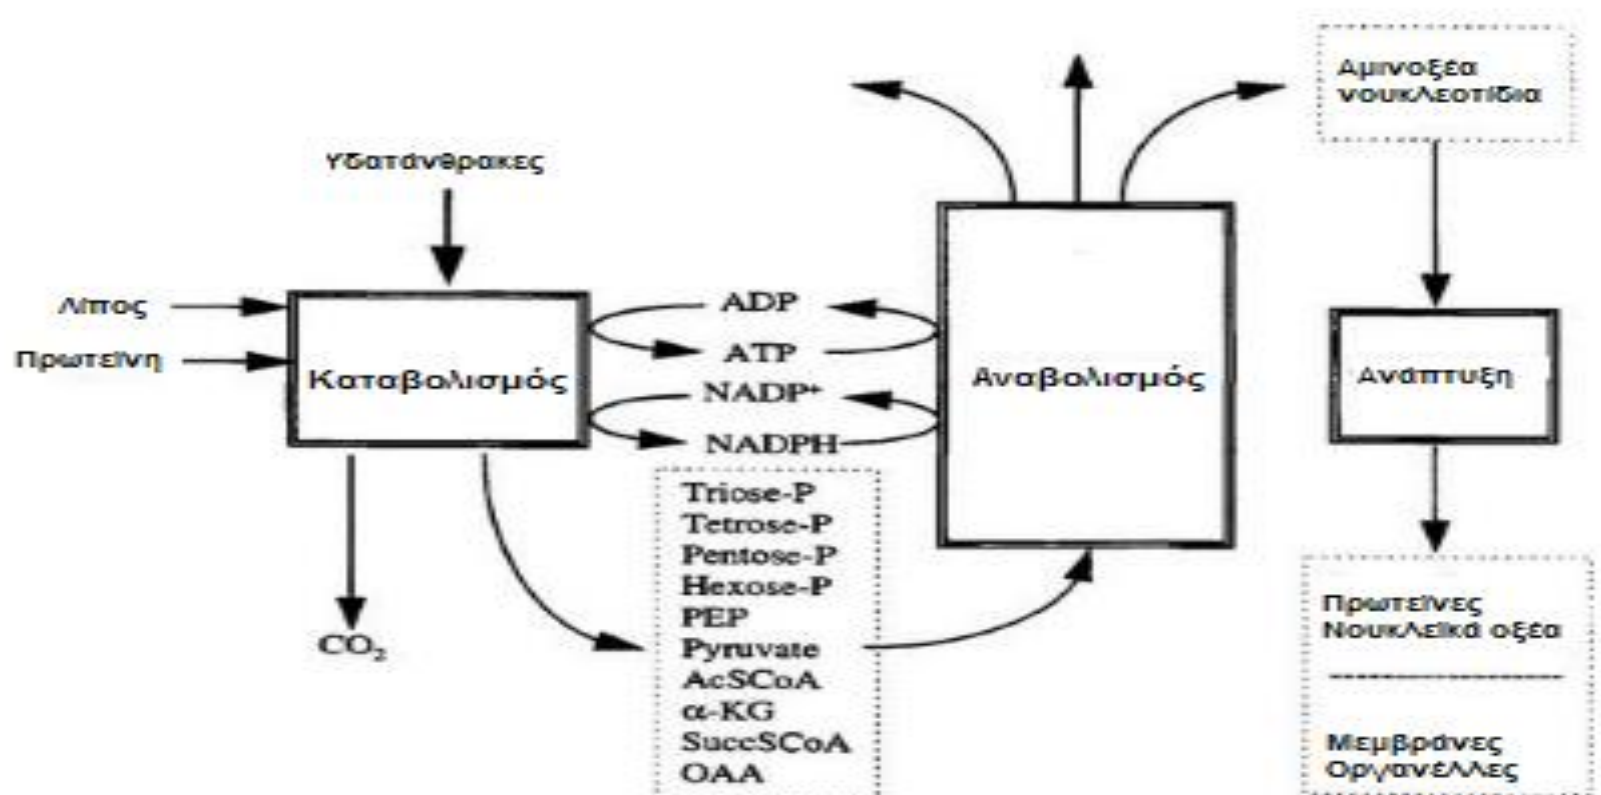 Αμινοξέα
νουκλεοτίδια
Υδατάνθρακες
Λίπος
Πρωτεΐνη
Καταβολισμός
ADP
ATP
NADP+
NADPH
Αναβολισμός
Ανάπτυξη
CO₂
Triose-P
Tetrose-P
Pentose-P
Hexose-P
PEP
Pyruvate
AcSCoA
α-KG
SuccSCoA
OAA
Πρωτεΐνες
Νουκλεϊκά οξέα
Μεμβράνες
Οργανέλλες